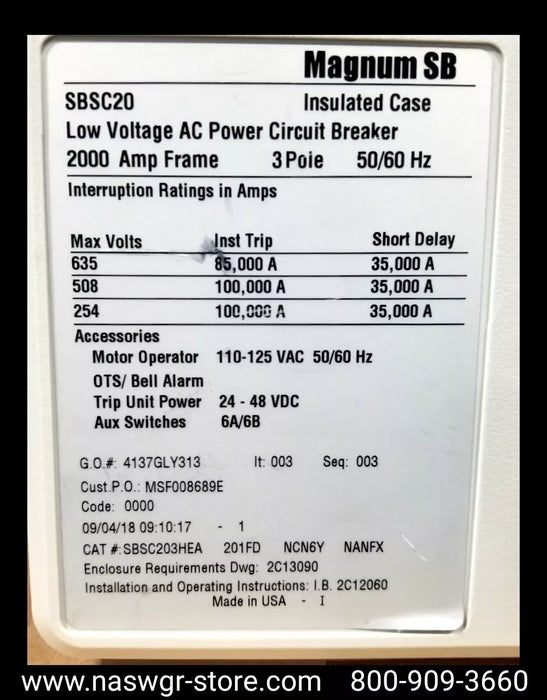 Magnum SB
SBSC20 Insulated Case
Low Voltage AC Power Circuit Breaker
2000 Amp Frame 3 Pole 50/60 Hz
Interruption Ratings in Amps
Max Volts Inst Trip Short Delay
635 85,000 A 35,000 A
508 100,000 A 35,000 A
254 100,000 A 35,000 A
Accessories
Motor Operator 110-125 VAC 50/60 Hz
OTS/ Bell Alarm
Trip Unit Power 24 - 48 VDC
Aux Switches 6A/6B
G.O.#: 4137GLY313 It: 003 Seq: 003
Cust.P.O.: MSF008689E
Code: 0000
09/04/18 09:10:17 - 1
CAT #:SBSC203HEA 201FD NCN6Y NANFX
Enclosure Requirements Dwg: 2C13090
Installation and Operating Instructions: I.B. 2C12060
Made in USA - I
www.naswgr-store.com 800-909-3660